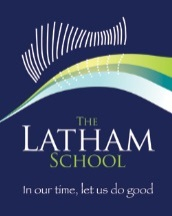 THE
LATHAM
SCHOOL
In our time, let us do good